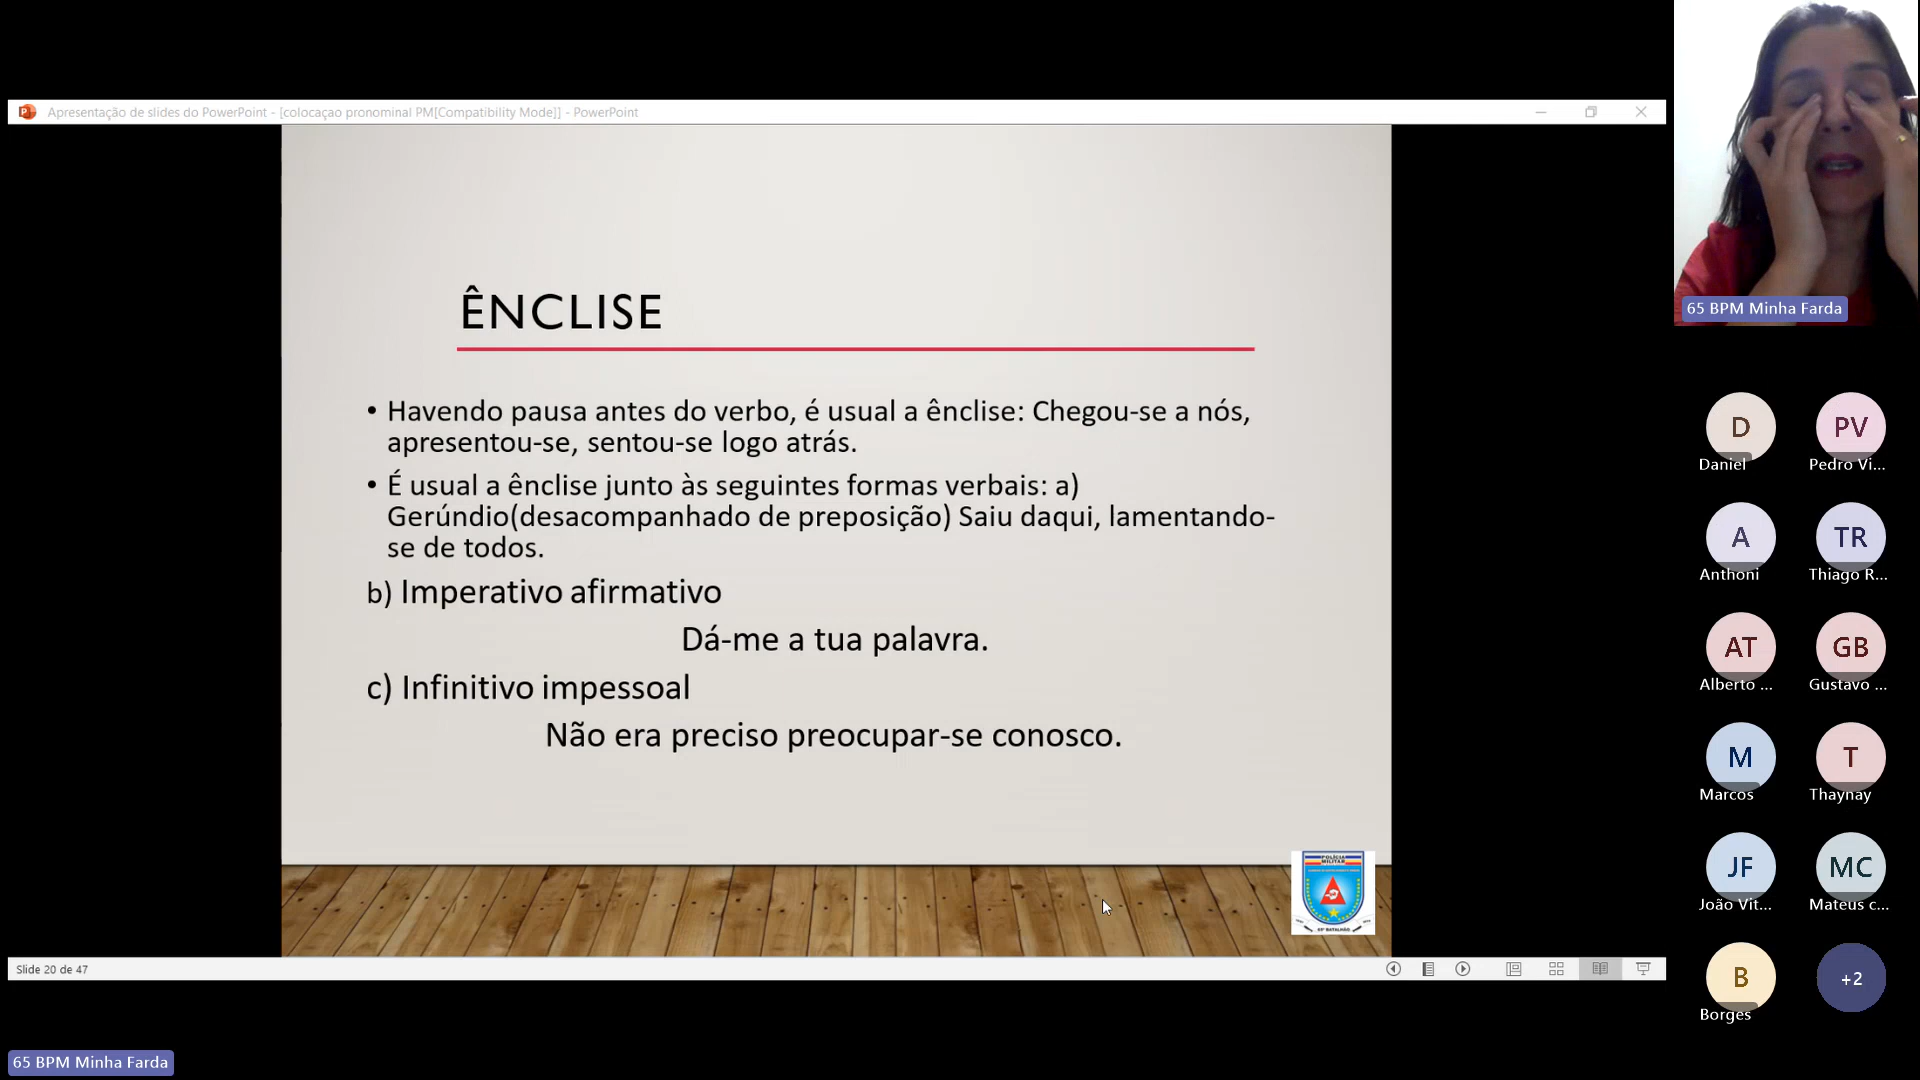 Apresentação de slides do PowerPoint - [colocaçao pronominal PM[Compatibility Mode]] - PowerPoint
ÊNCLISE
• Havendo pausa antes do verbo, é usual a ênclise: Chegou-se a nós,
apresentou-se, sentou-se logo atrás.
• É usual a ênclise junto às seguintes formas verbais: a)
Gerúndio(desacompanhado de preposição) Saiu daqui, lamentando-
se de todos.
b) Imperativo afirmativo
Dá-me a tua palavra.
c) Infinitivo impessoal
Não era preciso preocupar-se conosco.
POLÍCIA
MILITAR
Slide 20 de 47
65 BPM Minha Farda
65 BPM Minha Farda
D
Daniel
PV
Pedro Vi...
A
Anthoni
TR
Thiago R...
AT
Alberto ...
GB
Gustavo ...
M
Marcos
T
Thaynay
JF
João Vit...
MC
Mateus c...
B
Borges
+2